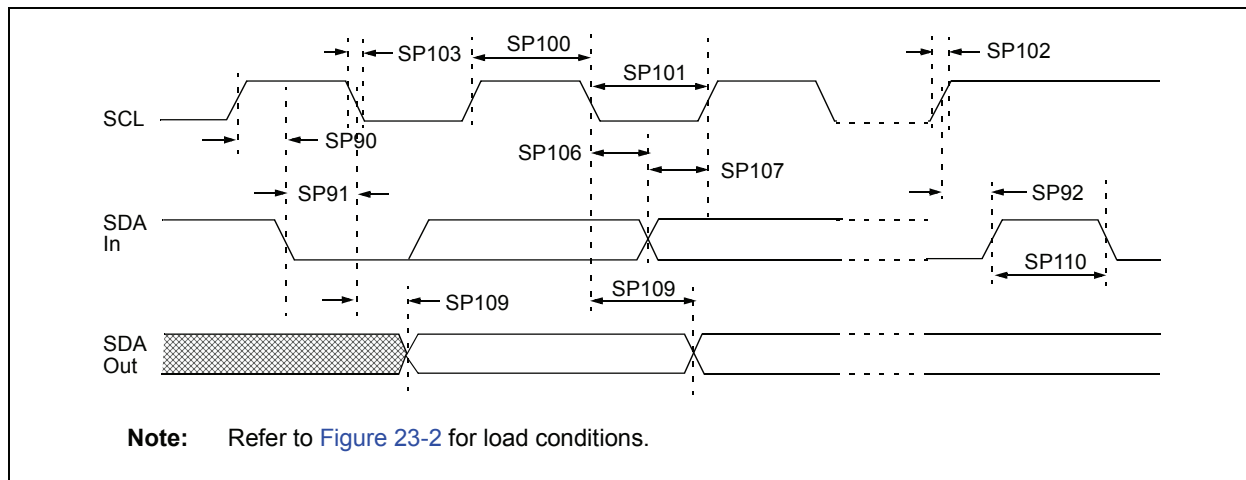 SP103
SP100
SP101
SP102
SCL
SP90
SP106
SP107
SP91
SP92
SDA
In
SP110
SP109
SP109
SDA
Out
Note: Refer to Figure 23-2 for load conditions.